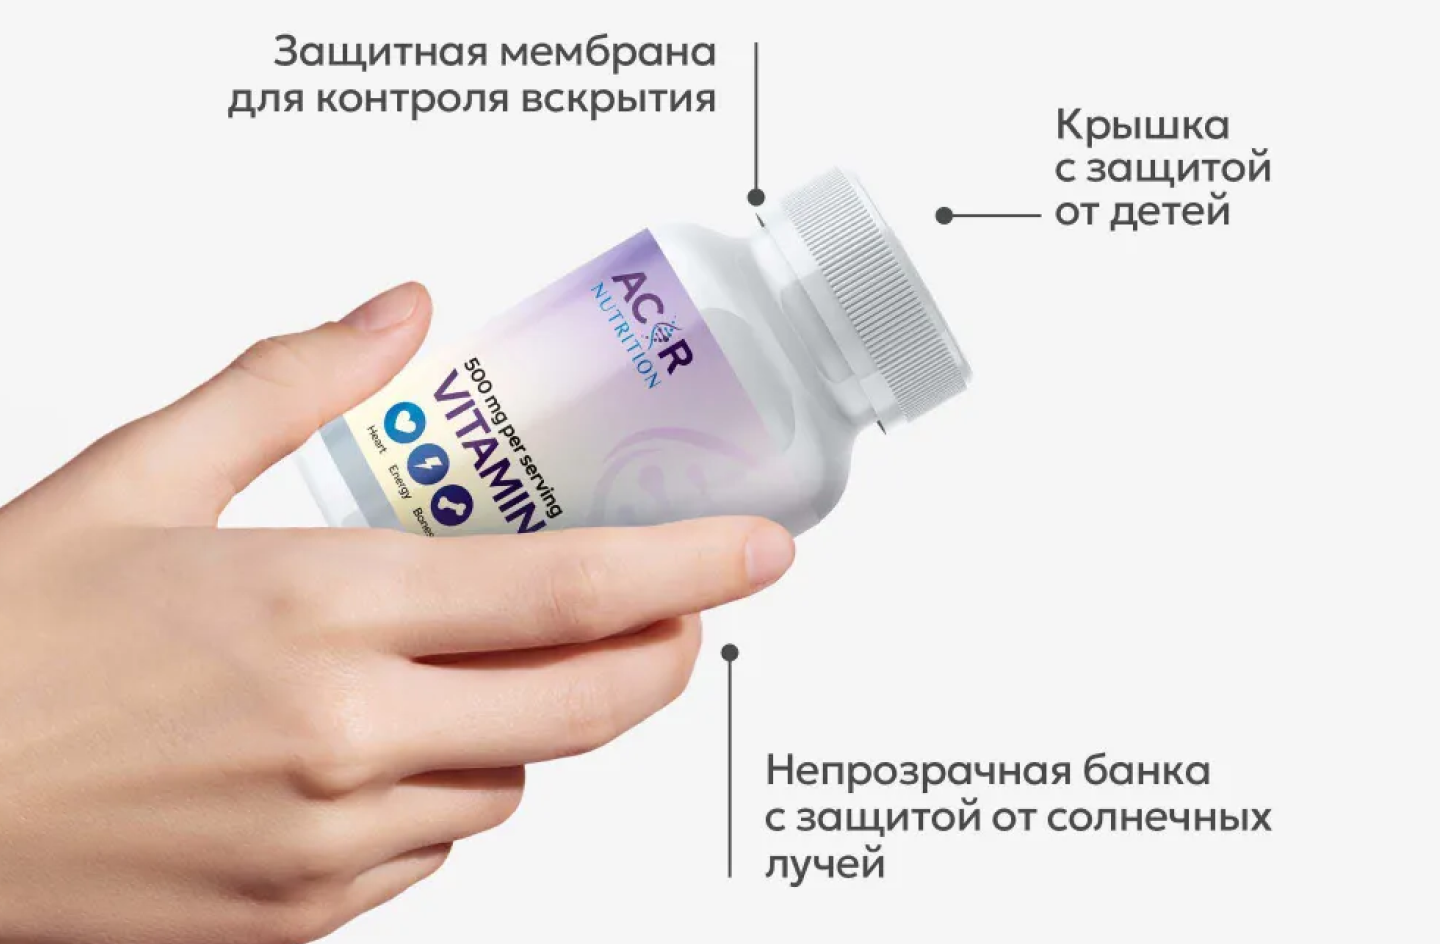 Защитная мембрана
для контроля вскрытия
Крышка
с защитой
от детей
ACOR
NUTRITION
500 mg per serving
VITAMIN
Heart
Energy
Bones
Непрозрачная банка
с защитой от солнечных
лучей